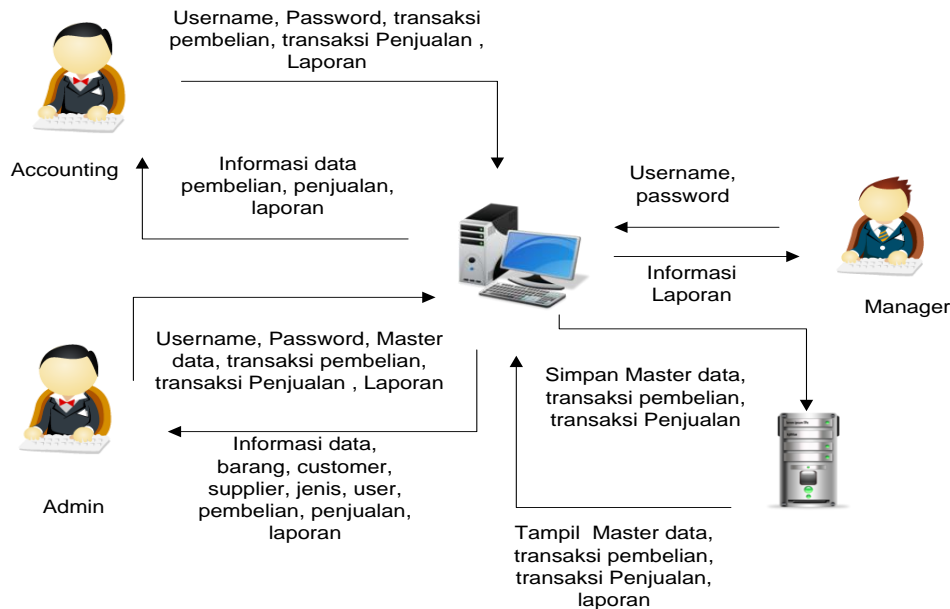 Username, Password, transaksi
pembelian, transaksi Penjualan ,
Laporan
Accounting
Informasi data
pembelian, penjualan,
laporan
Username,
password
Informasi
Laporan
Manager
Username, Password, Master
data, transaksi pembelian,
transaksi Penjualan , Laporan
Simpan Master data,
transaksi pembelian,
transaksi Penjualan
Admin
Informasi data,
barang, customer,
supplier, jenis, user,
pembelian, penjualan,
laporan
Tampil  Master data,
transaksi pembelian,
transaksi Penjualan,
laporan